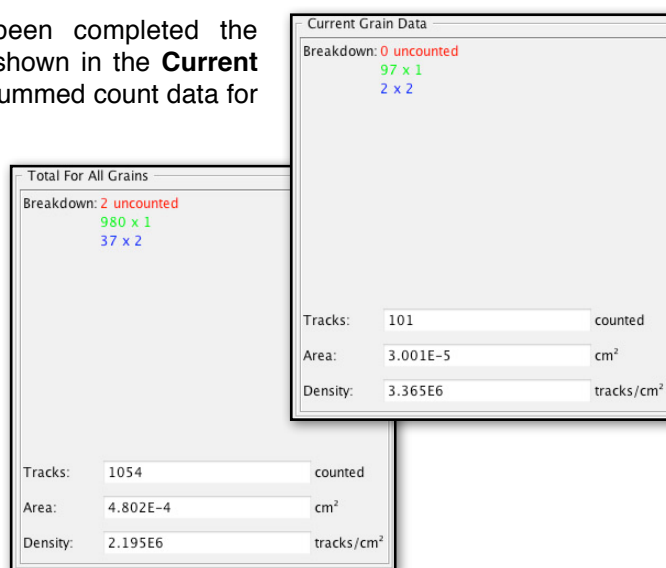 been completed the
shown in the Current
ummed count data for
Current Grain Data
Breakdown: 0 uncounted
97 x 1
2 x 2
Tracks: 101 counted
Area: 3.001E-5 cm²
Density: 3.365E6 tracks/cm²
Total For All Grains
Breakdown: 2 uncounted
980 x 1
37 x 2
Tracks: 1054 counted
Area: 4.802E-4 cm²
Density: 2.195E6 tracks/cm²